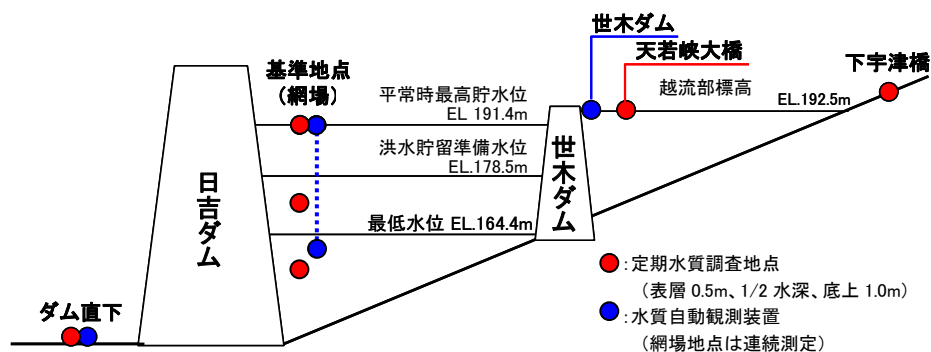 世木ダム
天若峡大橋
下宇津橋
基準地点
(網場)
平常時最高貯水位
EL 191.4m
越流部標高
EL.192.5m
洪水貯留準備水位
EL.178.5m
日吉ダム
世木ダム
最低水位 EL.164.4m
ダム直下
:定期水質調査地点
(表層 0.5m、1/2 水深、底上 1.0m)
:水質自動観測装置
(網場地点は連続測定)